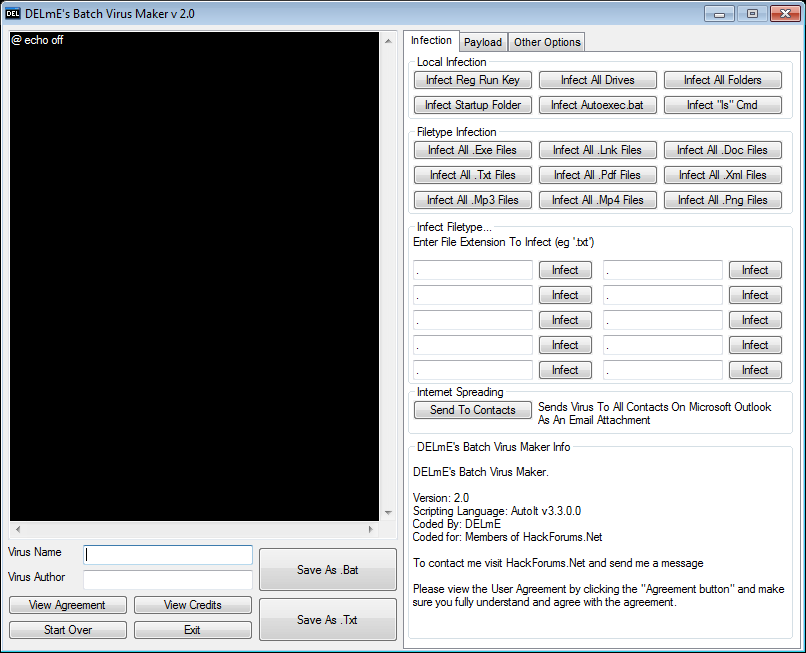 DEL DELmE's Batch Virus Maker v 2.0
@ echo off
Virus Name
Virus Author
Save As .Bat
View Agreement
View Credits
Start Over
Exit
Save As .Txt
Infection
Payload
Other Options
Local Infection
Infect Reg Run Key
Infect All Drives
Infect All Folders
Infect Startup Folder
Infect Autoexec.bat
Infect "ls" Cmd
Filetype Infection
Infect All .Exe Files
Infect All .Lnk Files
Infect All .Doc Files
Infect All .Txt Files
Infect All .Pdf Files
Infect All .Xml Files
Infect All .Mp3 Files
Infect All .Mp4 Files
Infect All .Png Files
Infect Filetype...
Enter File Extension To Infect (eg '.txt')
. Infect . Infect
. Infect . Infect
. Infect . Infect
. Infect . Infect
. Infect . Infect
Internet Spreading
Send To Contacts
Sends Virus To All Contacts On Microsoft Outlook
As An Email Attachment
DELmE's Batch Virus Maker Info
DELmE's Batch Virus Maker.
Version: 2.0
Scripting Language: AutoIt v3.3.0.0
Coded By: DELmE
Coded for: Members of HackForums.Net
To contact me visit HackForums.Net and send me a message
Please view the User Agreement by clicking the "Agreement button" and make
sure you fully understand and agree with the agreement.